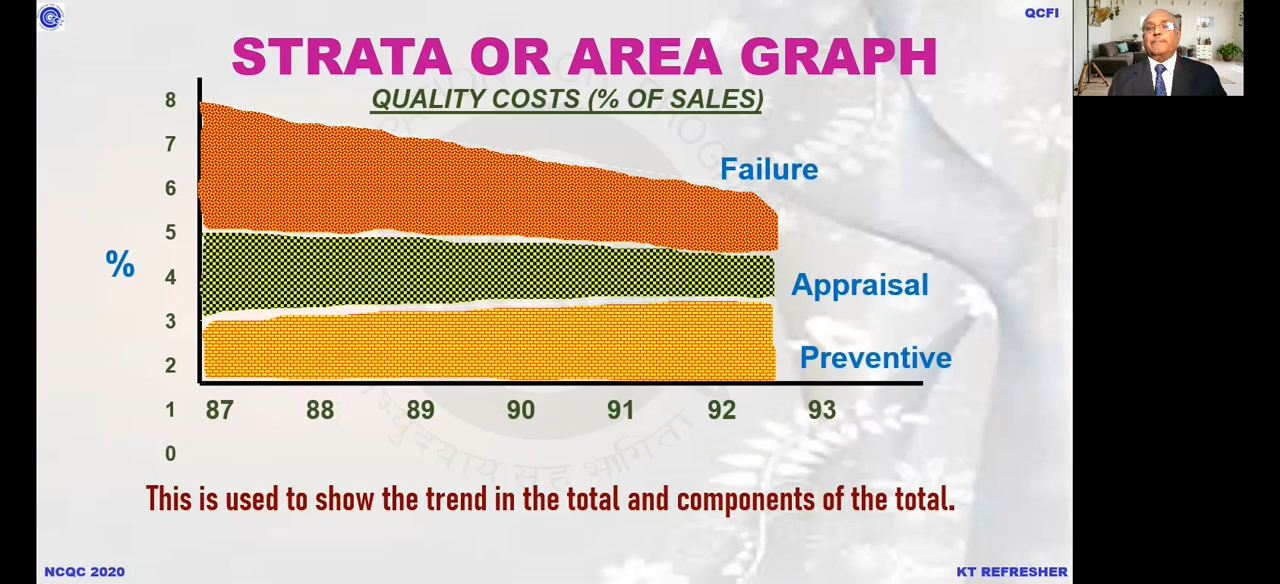 QCFI
STRATA OR AREA GRAPH
QUALITY COSTS (% OF SALES)
8
7
6
5
4
3
2
1
0
%
Failure
Appraisal
Preventive
87 88 89 90 91 92 93
This is used to show the trend in the total and components of the total.
NCQC 2020
KT REFRESHER